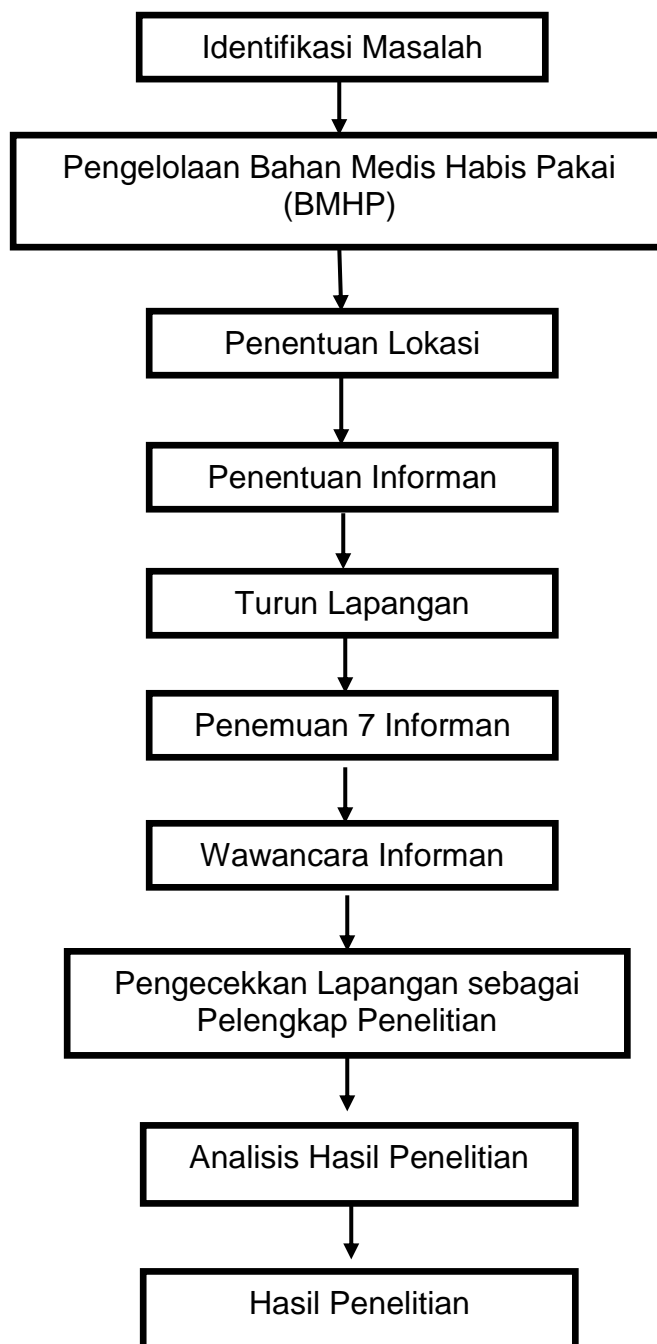 Identifikasi Masalah
Pengelolaan Bahan Medis Habis Pakai
(BMHP)
Penentuan Lokasi
Penentuan Informan
Turun Lapangan
Penemuan 7 Informan
Wawancara Informan
Pengecekkan Lapangan sebagai
Pelengkap Penelitian
Analisis Hasil Penelitian
Hasil Penelitian